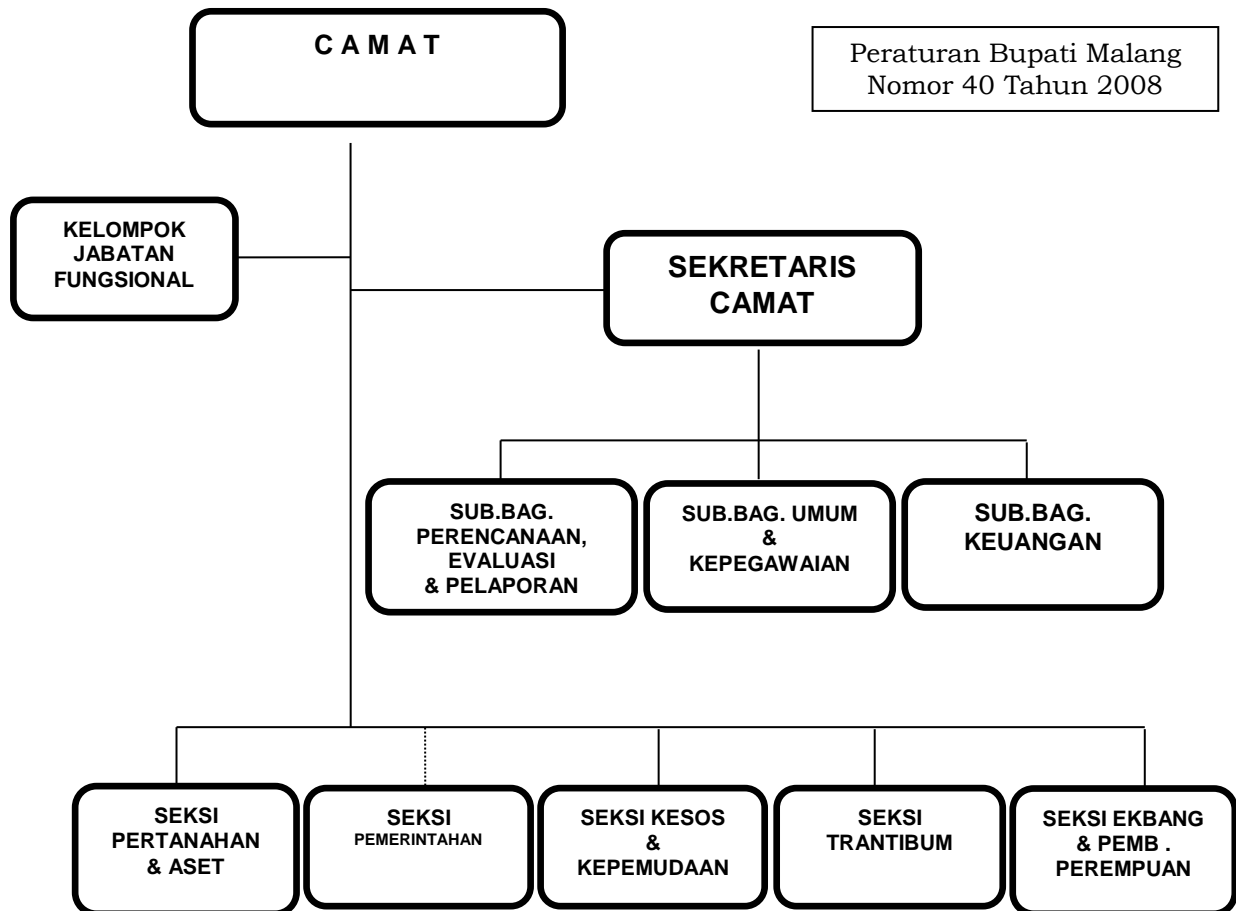 C A M A T
Peraturan Bupati Malang
Nomor 40 Tahun 2008
KELOMPOK
JABATAN
FUNGSIONAL
SEKRETARIS
CAMAT
SUB.BAG.
PERENCANAAN,
EVALUASI
& PELAPORAN
SUB.BAG. UMUM
&
KEPEGAWAIAN
SUB.BAG.
KEUANGAN
SEKSI
PERTANAHAN
& ASET
SEKSI
PEMERINTAHAN
SEKSI KESOS
&
KEPEMUDAAN
SEKSI
TRANTIBUM
SEKSI EKBANG
& PEMB .
PEREMPUAN